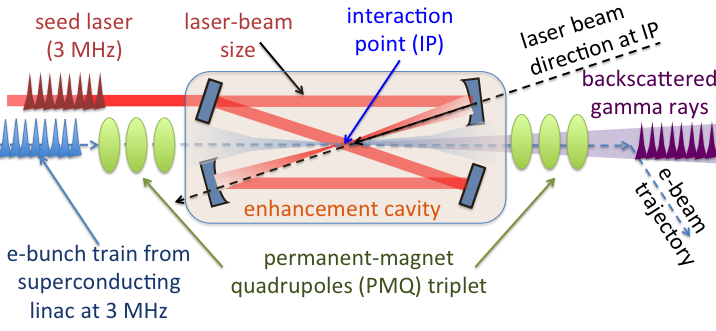 seed laser
(3 MHz)
laser-beam
size
interaction
point (IP)
laser beam
direction at IP
backscattered
gamma rays
enhancement cavity
e-beam
trajectory
e-bunch train from
superconducting
linac at 3 MHz
permanent-magnet
quadrupoles (PMQ) triplet